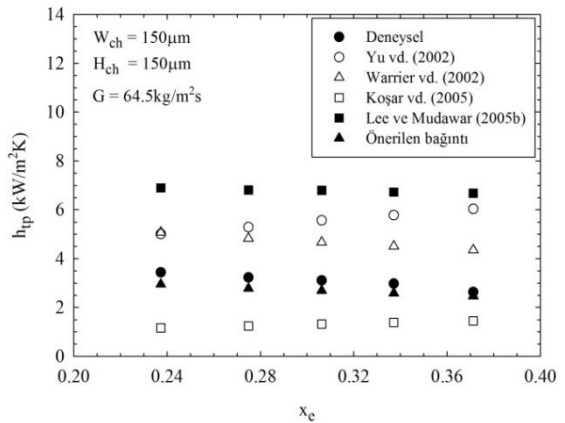 14
12
10
8
6
4
2
0
h_tp (kW/m²K)
W_ch = 150μm
H_ch = 150μm
G = 64.5kg/m²s
Deneysel
Yu vd. (2002)
Warrier vd. (2002)
Koşar vd. (2005)
Lee ve Mudawar (2005b)
Önerilen bağıntı
0.20 0.24 0.28 0.32 0.36 0.40
x_e